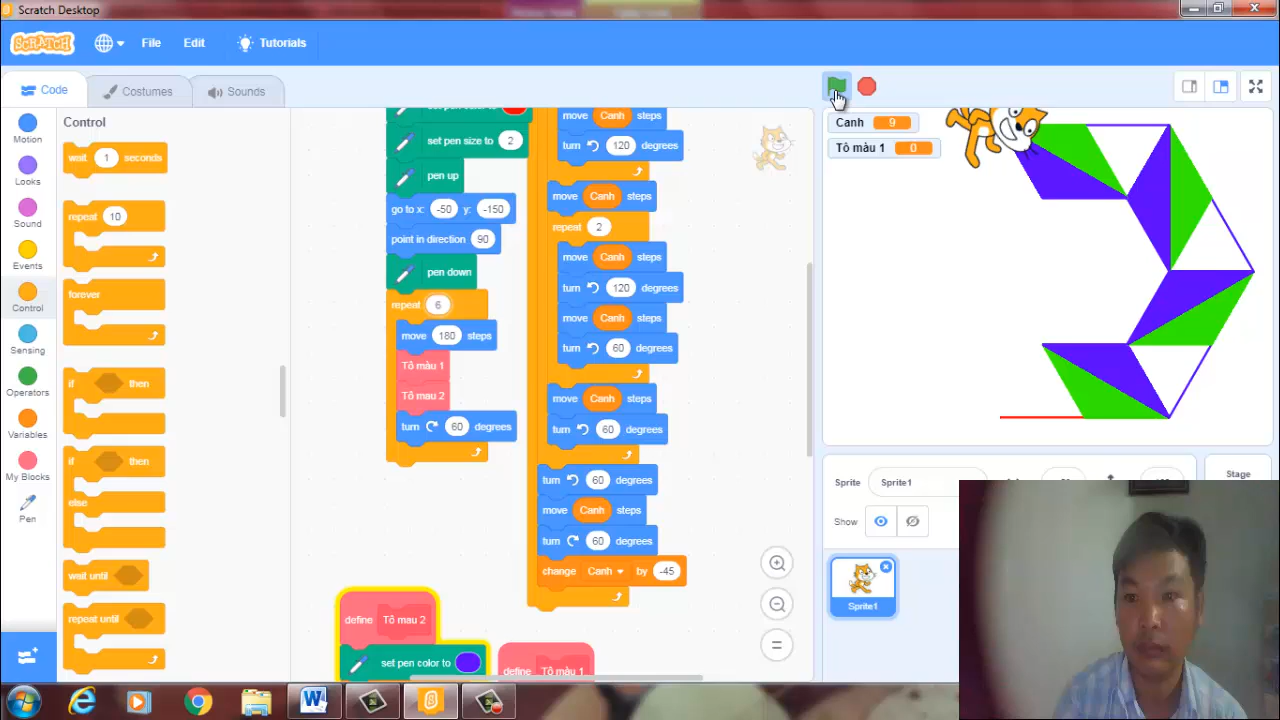 Scratch Desktop
SCRATCH
File
Edit
Tutorials
Code
Costumes
Sounds
Motion
Looks
Sound
Events
Control
Sensing
Operators
Variables
My Blocks
Pen
Control
wait 1 seconds
repeat 10
forever
if then
if then
else
wait until
repeat until
set pen size to 2
pen up
go to x: -50 y: -150
point in direction 90
pen down
repeat 6
move 180 steps
Tô màu 1
Tô mau 2
turn 60 degrees
move Canh steps
turn 120 degrees
move Canh steps
repeat 2
move Canh steps
turn 120 degrees
move Canh steps
turn 60 degrees
move Canh steps
turn 60 degrees
turn 60 degrees
move Canh steps
turn 60 degrees
change Canh by -45
define Tô mau 2
set pen color to
define Tô màu 1
Canh 9
Tô màu 1 0
Sprite
Sprite1
Show
Stage
Sprite1